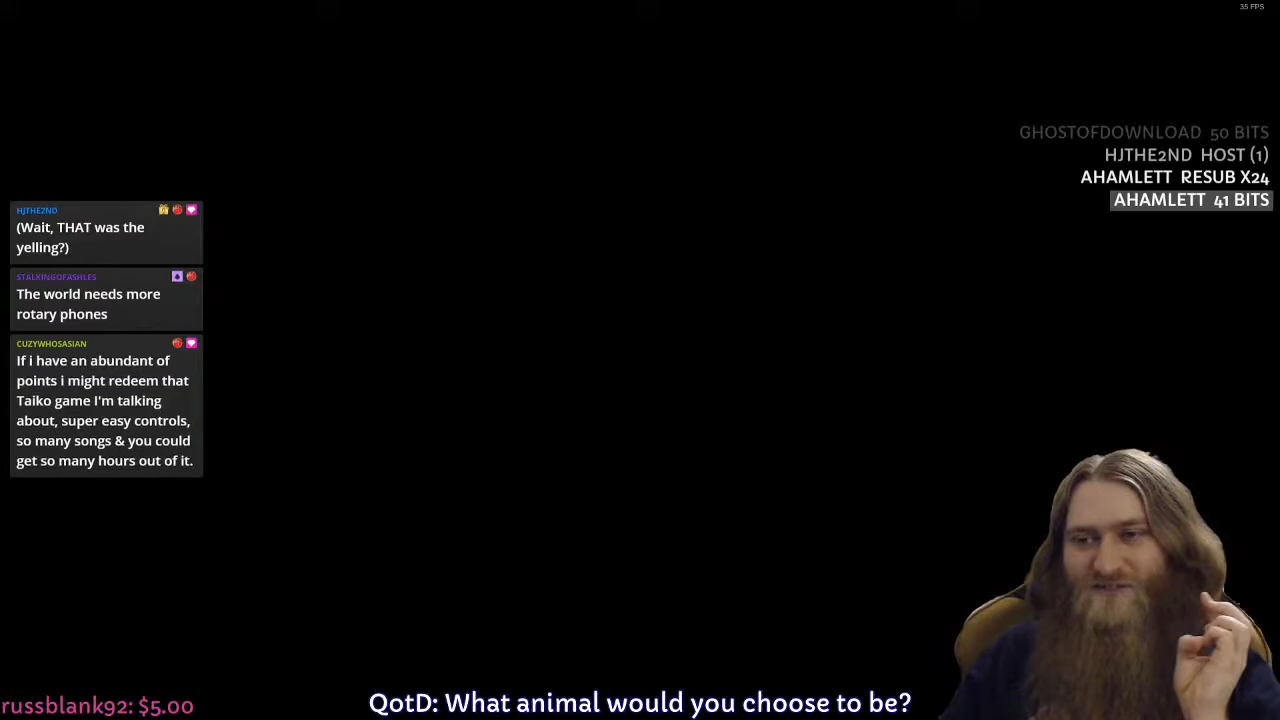 35 FPS
GHOSTOFDOWNLOAD 50 BITS
HJTHE2ND HOST (1)
AHAMLETT RESUB X24
AHAMLETT 41 BITS
HJTHE2ND
(Wait, THAT was the
yelling?)
STALKINGOFASHLES
The world needs more
rotary phones
CUZYWHOSASIAN
If i have an abundant of
points i might redeem that
Taiko game I'm talking
about, super easy controls,
so many songs & you could
get so many hours out of it.
russblank92: $5.00
QotD: What animal would you choose to be?